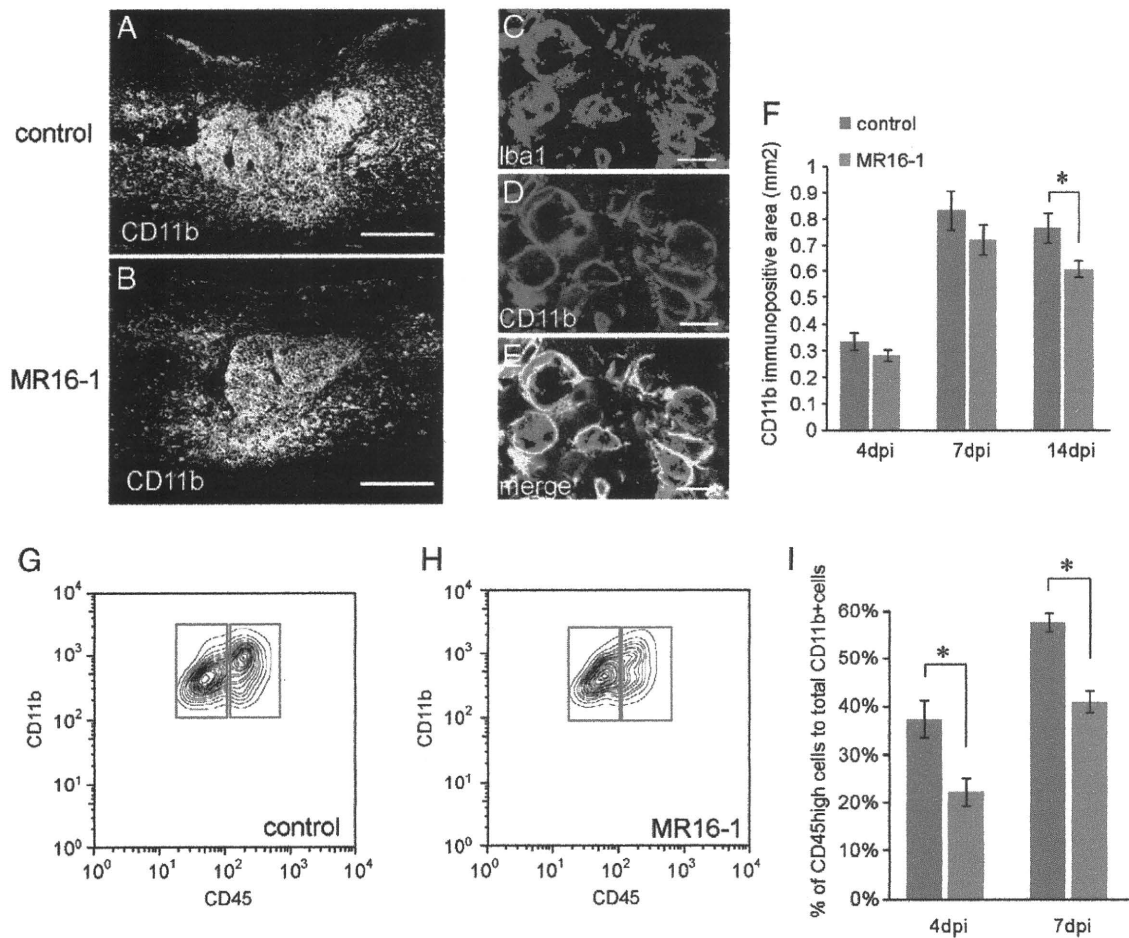 A
control
CD11b
B
MR16-1
CD11b
C
Iba1
D
CD11b
E
merge
F
control
MR16-1
CD11b immunopositive area (mm2)
1
0.9
0.8
0.7
0.6
0.5
0.4
0.3
0.2
0.1
0
*
4dpi
7dpi
14dpi
G
CD11b
10^4
10^3
10^2
10^1
10^0
control
10^0 10^1 10^2 10^3 10^4
CD45
H
CD11b
10^4
10^3
10^2
10^1
10^0
MR16-1
10^0 10^1 10^2 10^3 10^4
CD45
I
% of CD45high cells to total CD11b+cells
60%
50%
40%
30%
20%
10%
0%
*
*
4dpi
7dpi